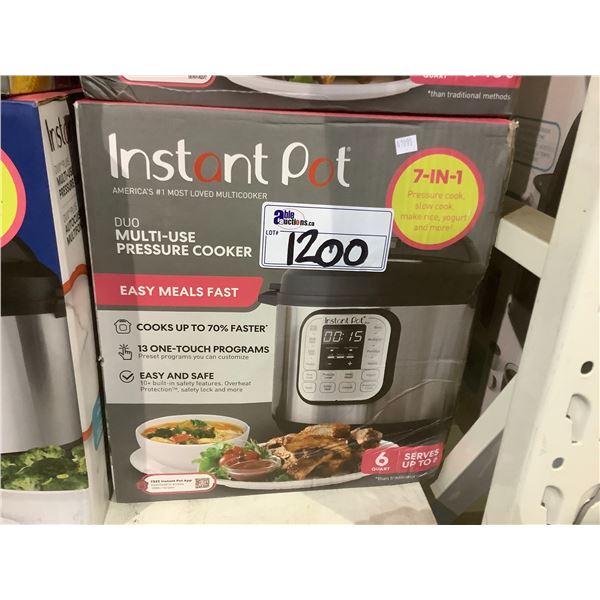 QUART
*than traditional methods
Instant Pot®
AMERICA'S #1 MOST LOVED MULTICOOKER
7-IN-1
Pressure cook,
slow cook,
make rice, yogurt
and more!
able
auctions.ca
LOT#
1200
DUO
MULTI-USE
PRESSURE COOKER
EASY MEALS FAST
COOKS UP TO 70% FASTER*
13 ONE-TOUCH PROGRAMS
Preset programs you can customize
EASY AND SAFE
10+ built-in safety features. Overheat
Protection™, safety lock and more
Instant Pot
00:15
6
QUART
SERVES
UP TO
FREE Instant Pot App